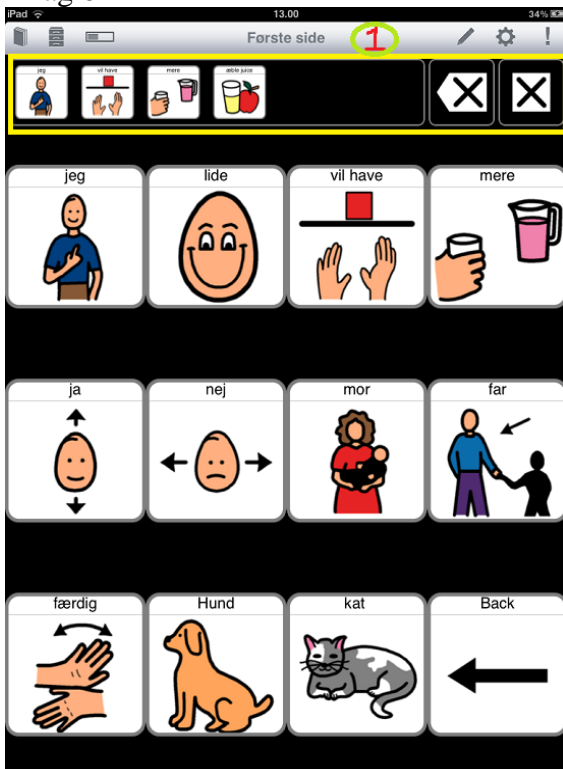 iPad 13.00 34%
Første side 1
jeg vil have mere æble juice
jeg lide vil have mere
ja nej mor far
færdig Hund kat Back